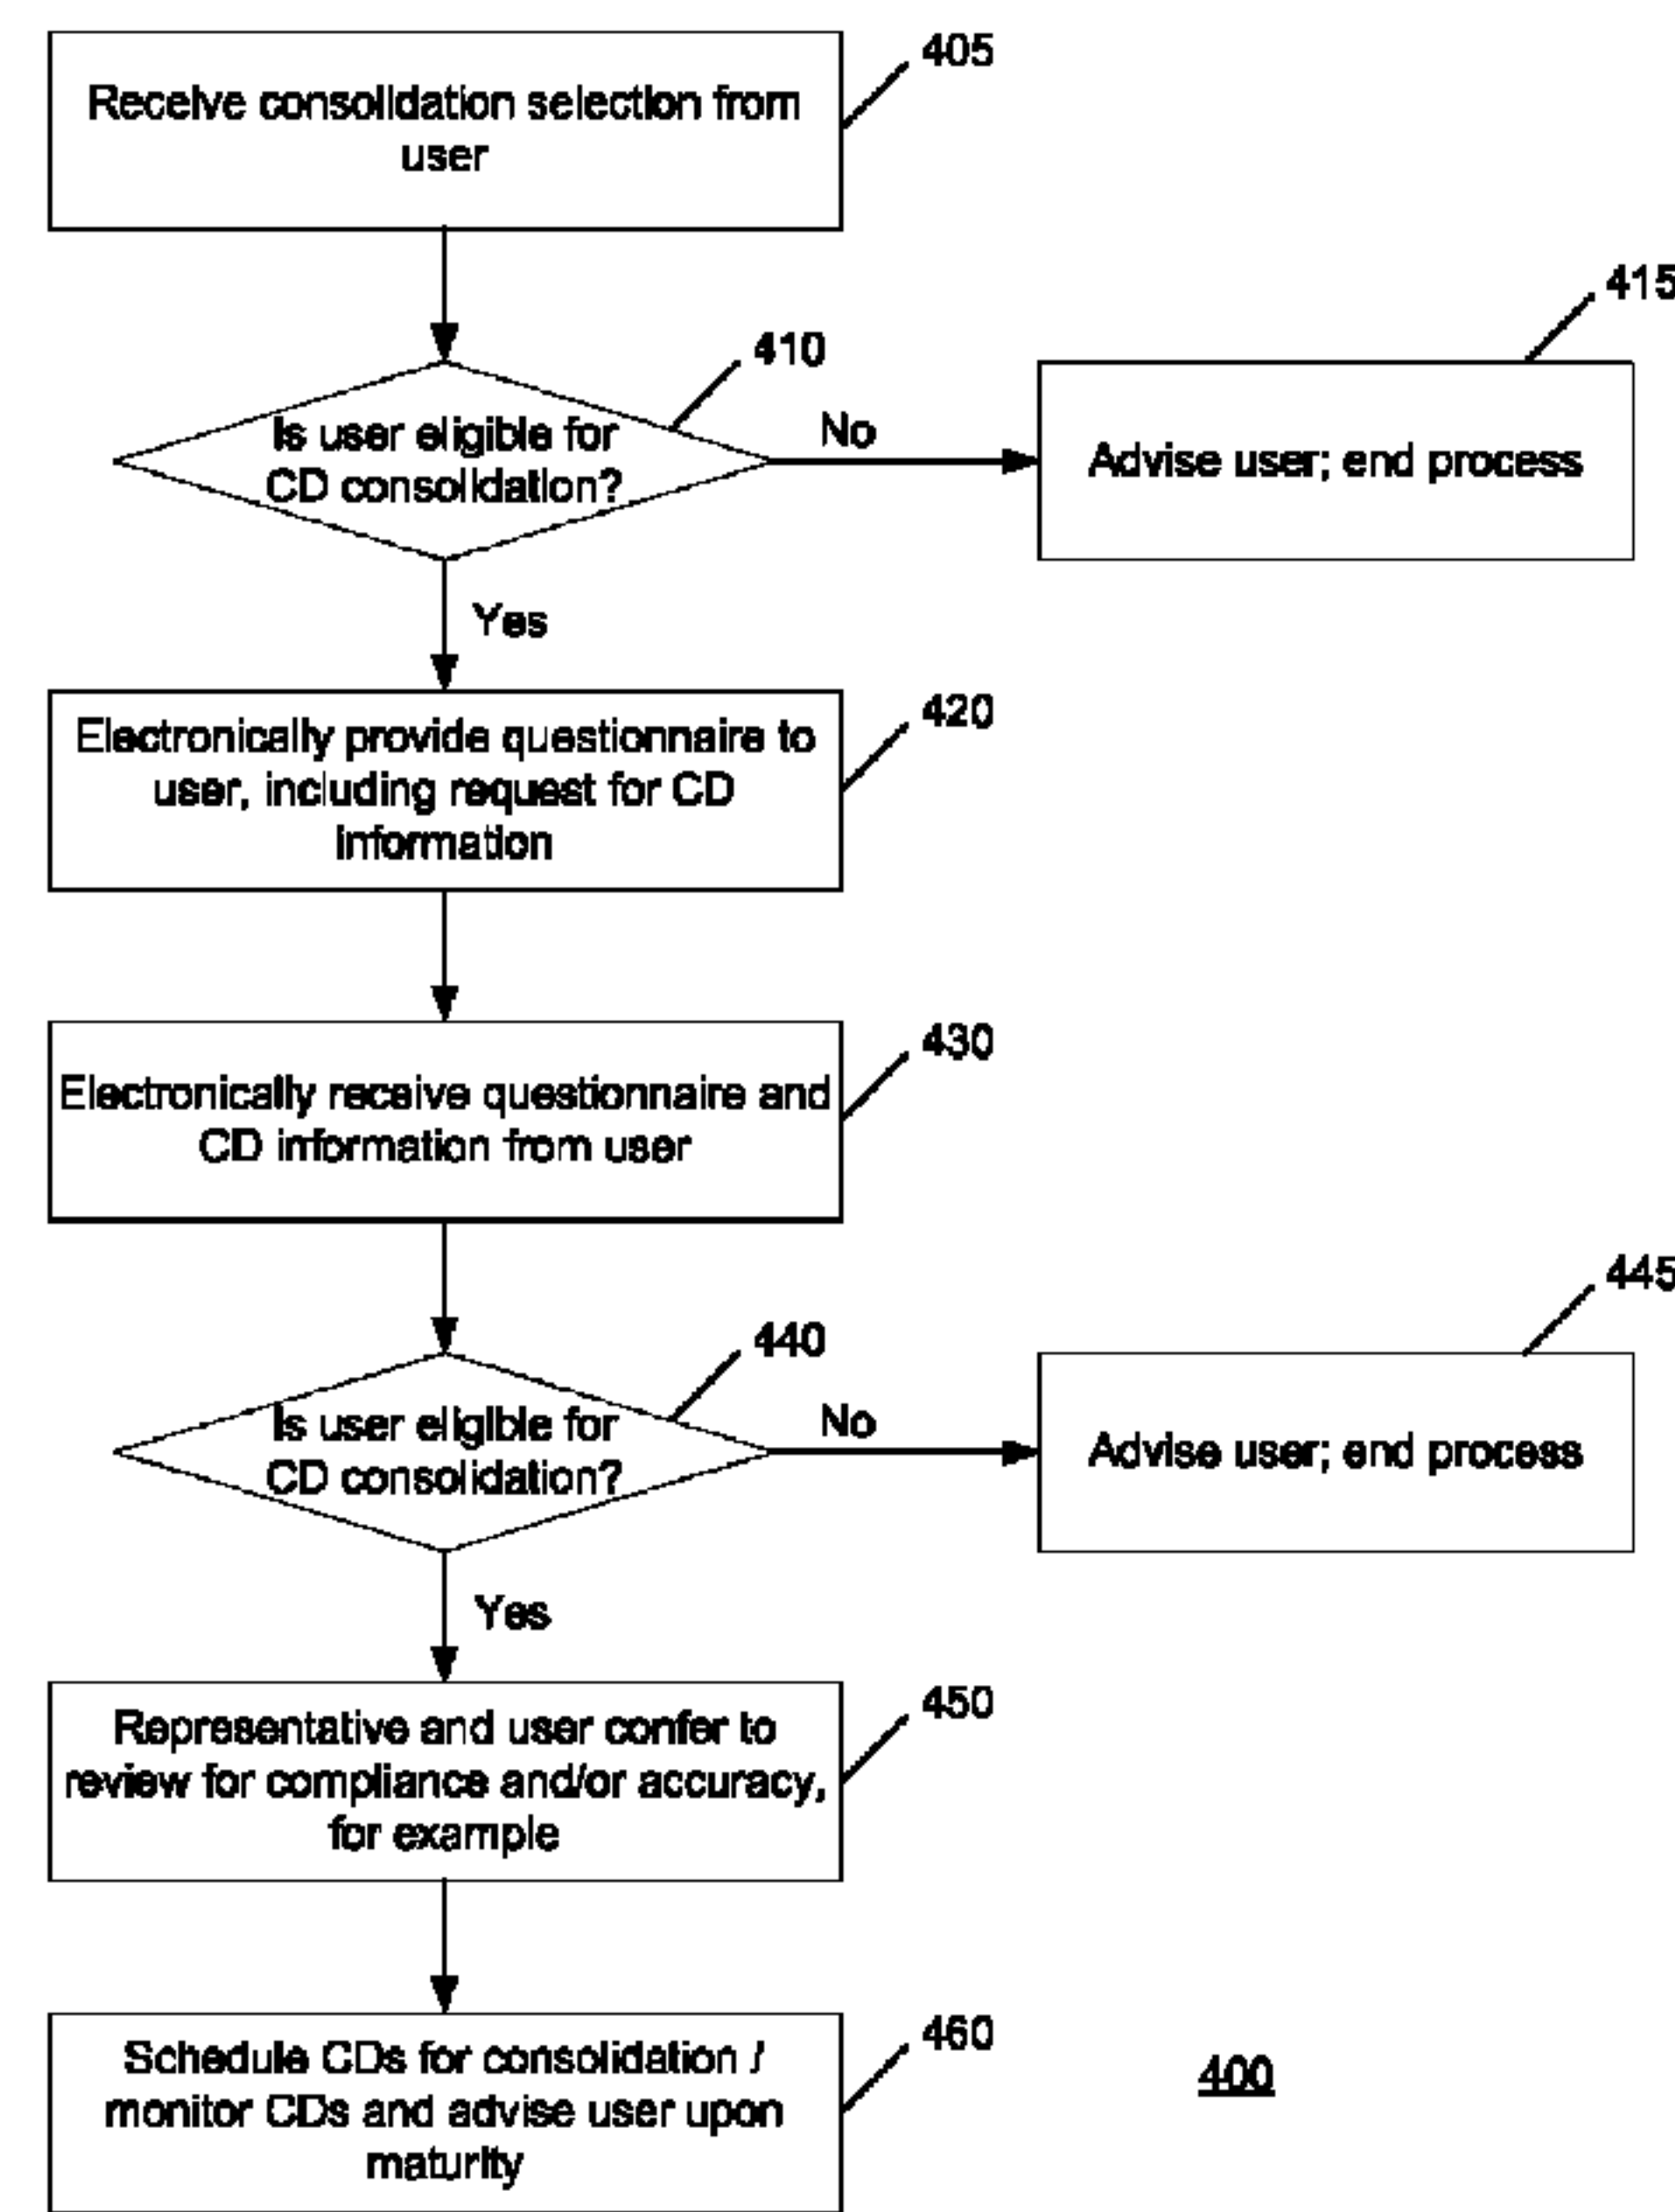 405
Receive consolidation selection from
user
415
410
Is user eligible for
CD consolidation?
No
Advise user; end process
Yes
420
Electronically provide questionnaire to
user, including request for CD
information
430
Electronically receive questionnaire and
CD information from user
445
440
Is user eligible for
CD consolidation?
No
Advise user; end process
Yes
450
Representative and user confer to
review for compliance and/or accuracy,
for example
460
Schedule CDs for consolidation /
monitor CDs and advise user upon
maturity
400